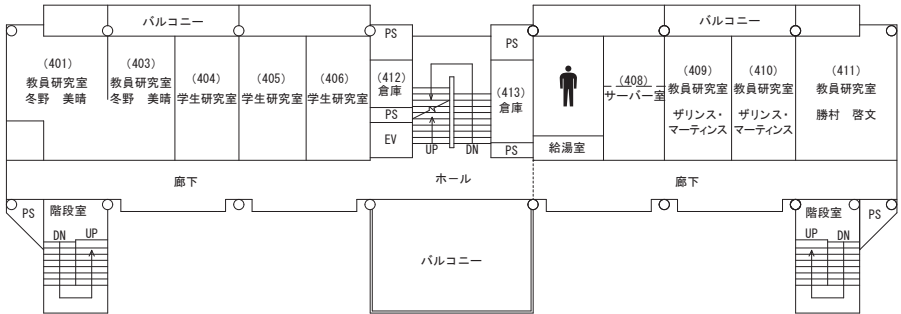 バルコニー
バルコニー
PS
PS
(401)
教員研究室
冬野 美晴
(403)
教員研究室
冬野 美晴
(404)
学生研究室
(405)
学生研究室
(406)
学生研究室
(412)
倉庫
PS
EV
UP
DN
(413)
倉庫
PS
給湯室
(408)
サーバー室
(409)
教員研究室
ザリンス・
マーティンス
(410)
教員研究室
ザリンス・
マーティンス
(411)
教員研究室
勝村 啓文
廊下
ホール
廊下
PS
階段室
DN
UP
バルコニー
階段室
PS
UP
DN